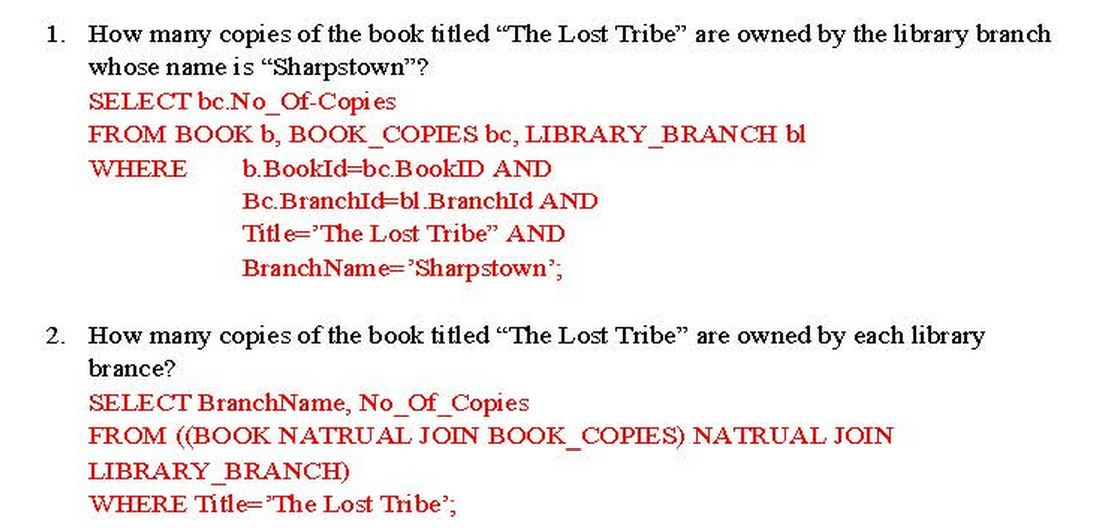 1. How many copies of the book titled “The Lost Tribe” are owned by the library branch
whose name is “Sharpstown”?
SELECT bc.No_Of-Copies
FROM BOOK b, BOOK_COPIES bc, LIBRARY_BRANCH bl
WHERE b.BookId=bc.BookID AND
Bc.BranchId=bl.BranchId AND
Title=’The Lost Tribe” AND
BranchName=’Sharpstown’;
2. How many copies of the book titled “The Lost Tribe” are owned by each library
brance?
SELECT BranchName, No_Of_Copies
FROM ((BOOK NATRUAL JOIN BOOK_COPIES) NATRUAL JOIN
LIBRARY_BRANCH)
WHERE Title=’The Lost Tribe’;